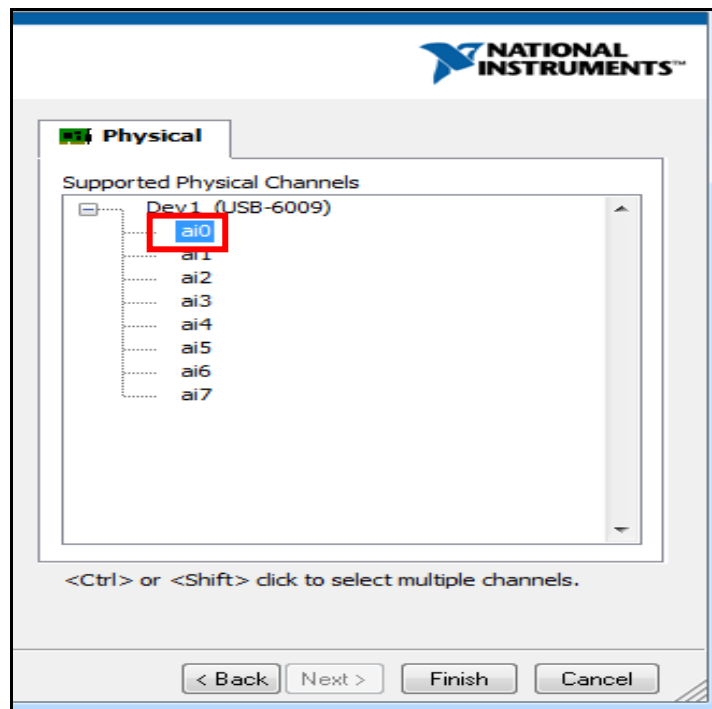 NATIONAL
INSTRUMENTS™
Physical
Supported Physical Channels
Dev1 (USB-6009)
ai0
ai1
ai2
ai3
ai4
ai5
ai6
ai7
<Ctrl> or <Shift> click to select multiple channels.
< Back Next > Finish Cancel